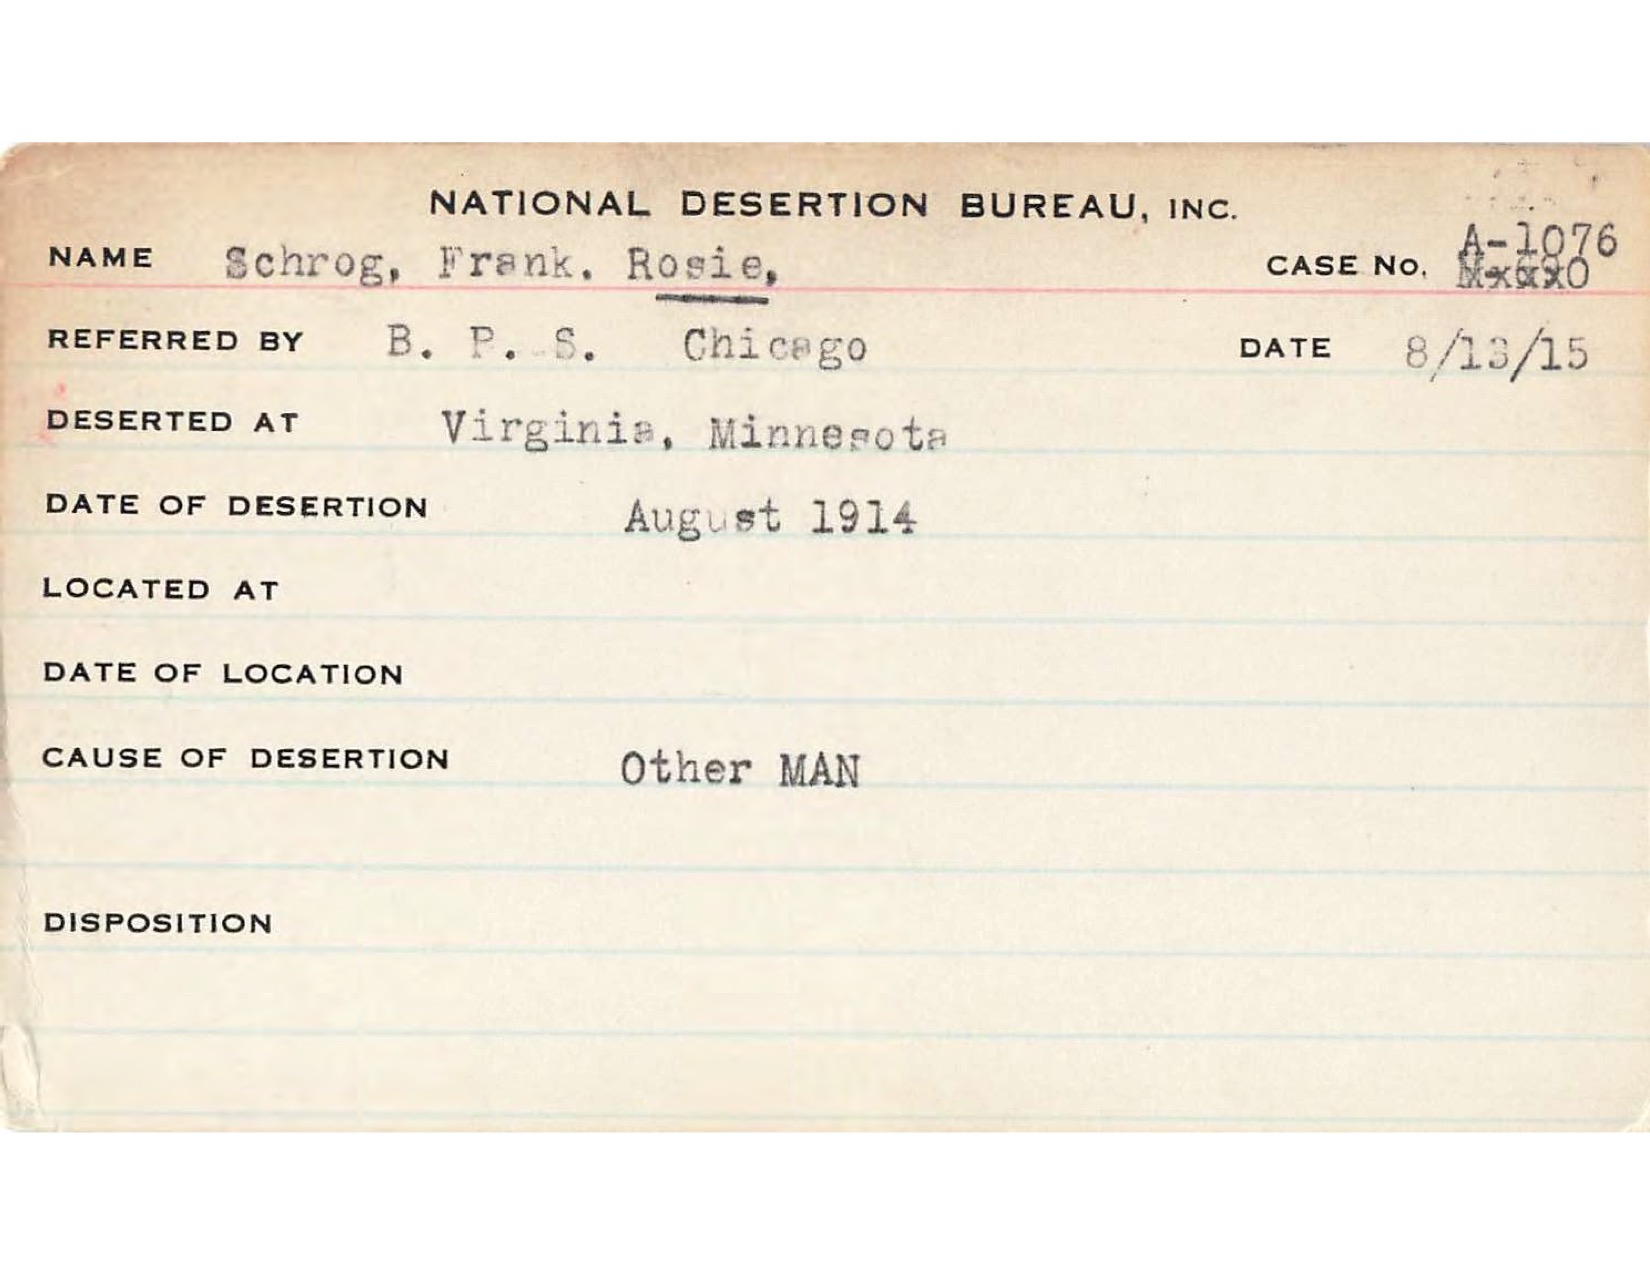 NATIONAL DESERTION BUREAU, INC.
NAME Schrog, Frank. Rosie, CASE No. A-1076
REFERRED BY B. P. S. Chicago DATE 8/13/15
DESERTED AT Virginia, Minnesota
DATE OF DESERTION August 1914
LOCATED AT
DATE OF LOCATION
CAUSE OF DESERTION Other MAN
DISPOSITION